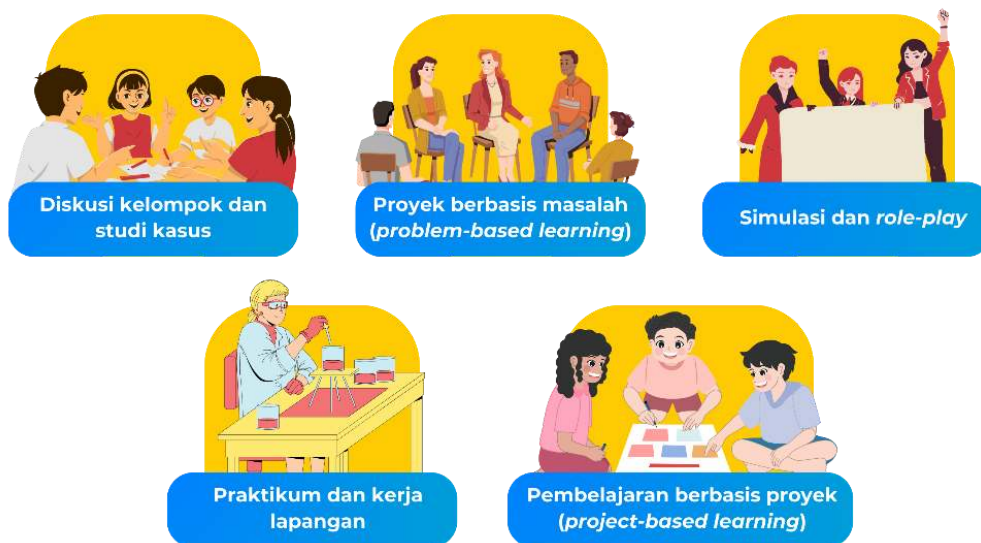 Diskusi kelompok dan
studi kasus
Proyek berbasis masalah
(problem-based learning)
Simulasi dan role-play
Praktikum dan kerja
lapangan
Pembelajaran berbasis proyek
(project-based learning)